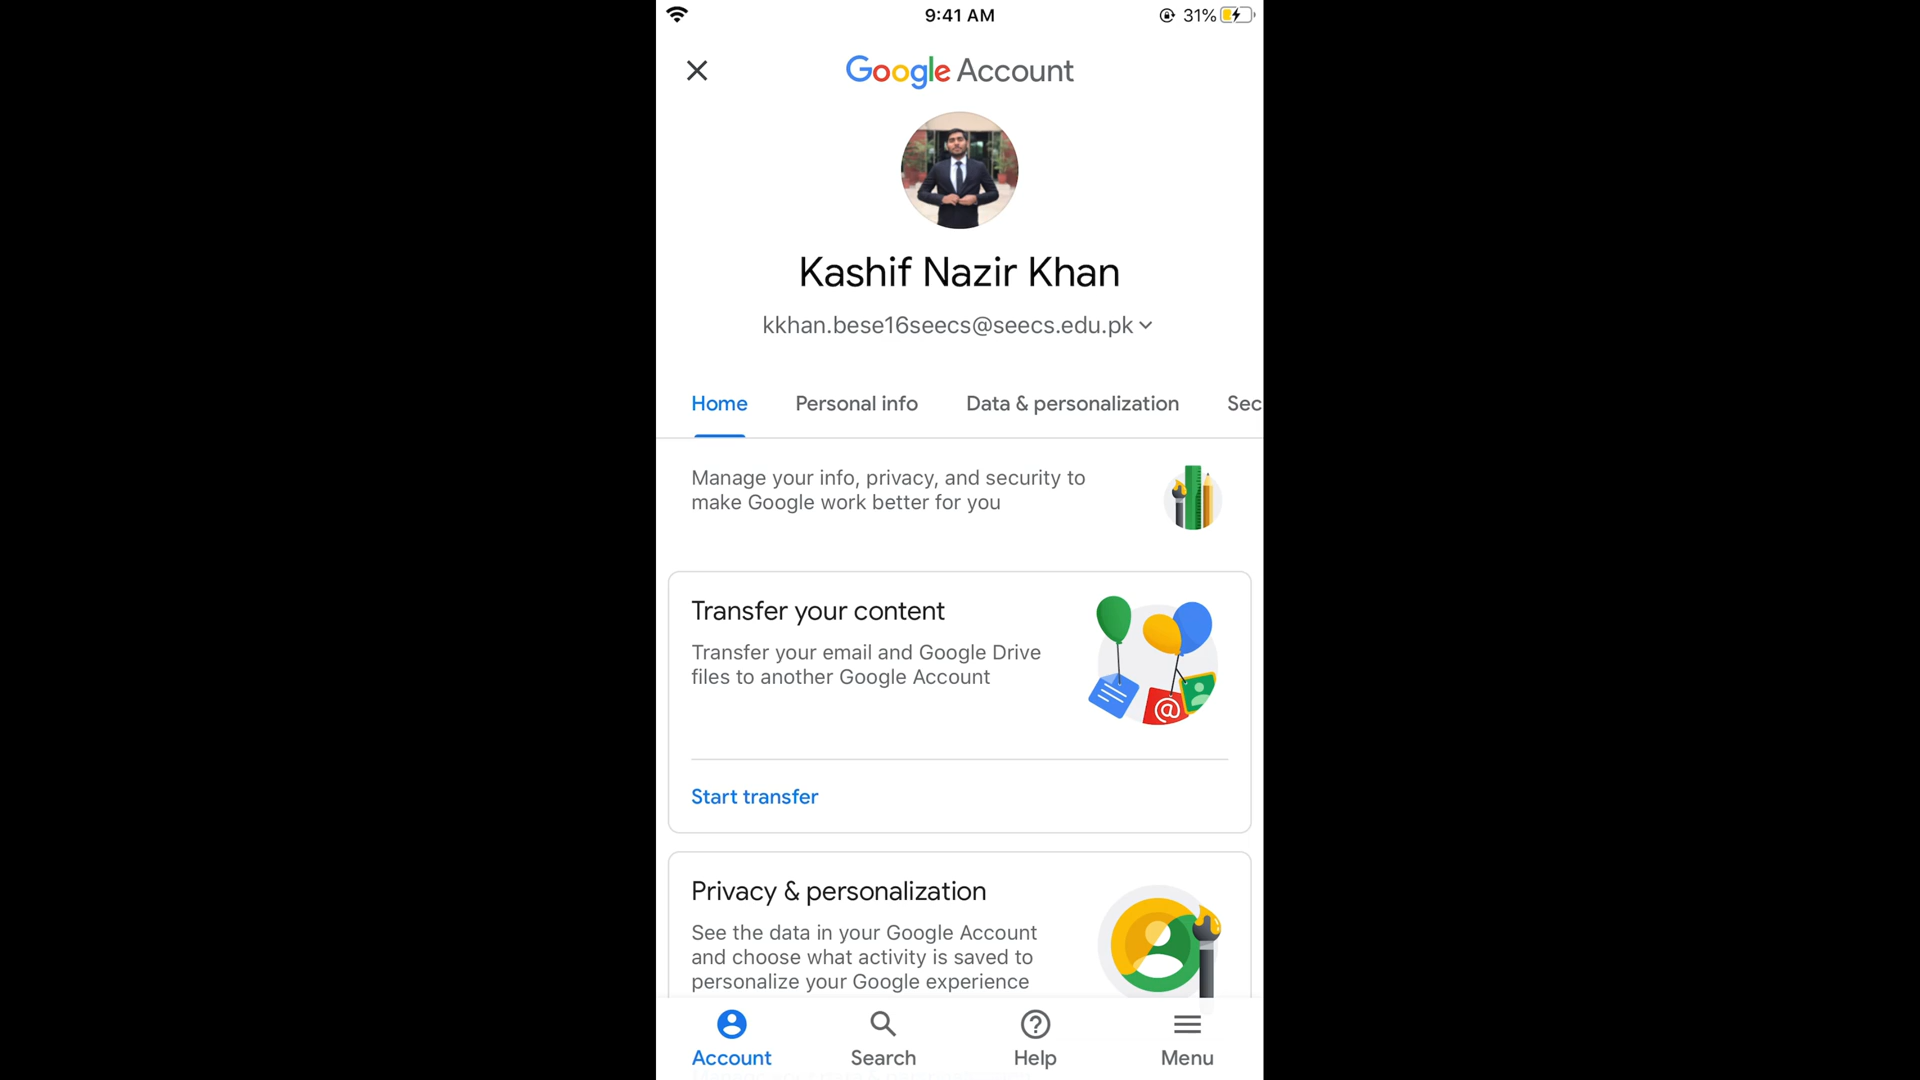 9:41 AM
31%
Google Account
Kashif Nazir Khan
kkhan.bese16seecs@seecs.edu.pk
Home Personal info Data & personalization Sec
Manage your info, privacy, and security to
make Google work better for you
Transfer your content
Transfer your email and Google Drive
files to another Google Account
@
Start transfer
Privacy & personalization
See the data in your Google Account
and choose what activity is saved to
personalize your Google experience
Account Search Help Menu